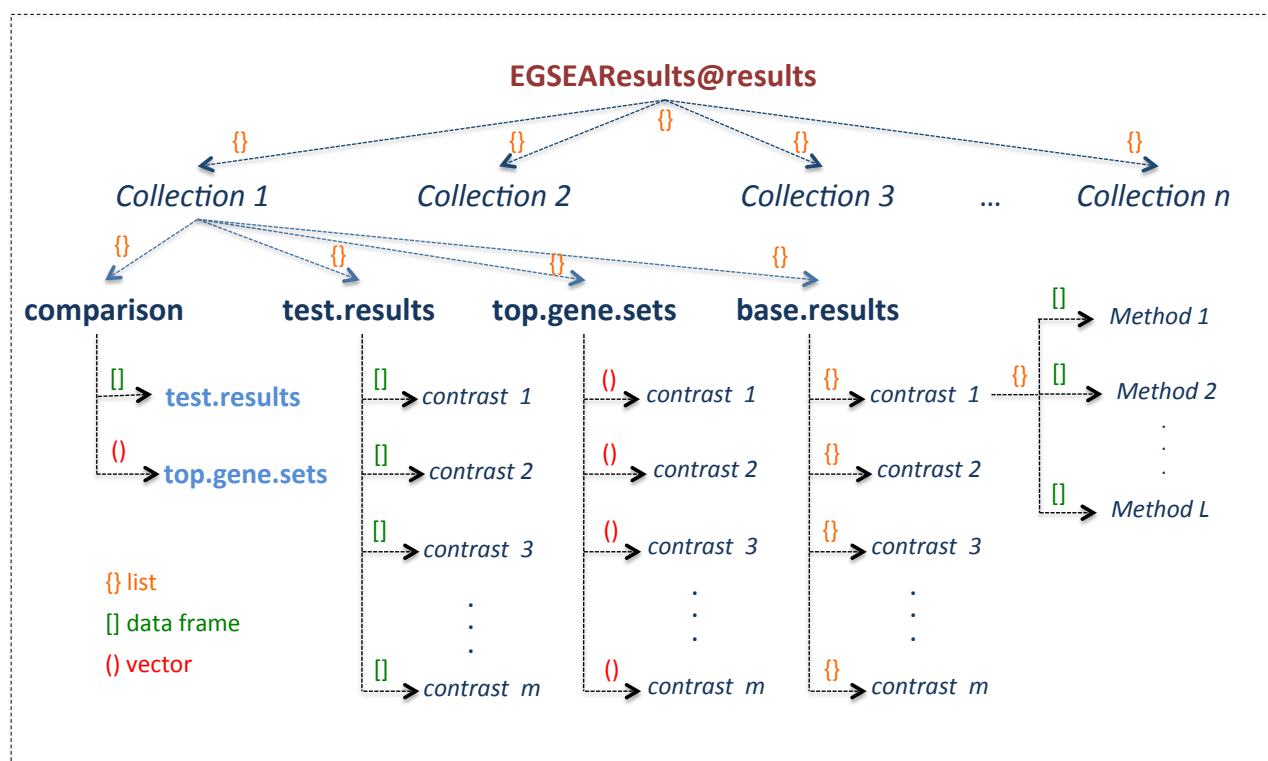 EGSEAResults@results
{} {} {} {} {}
Collection 1 Collection 2 Collection 3 ... Collection n
{} {} {} {}
comparison test.results top.gene.sets base.results
[] Method 1
[] test.results
[] contrast 1
() contrast 1
{} contrast 1
{}
[] Method 2
() top.gene.sets
[] contrast 2
() contrast 2
{} contrast 2
.
.
.
[] Method L
[] contrast 3
() contrast 3
{} contrast 3
{} list
[] data frame
() vector
. . .
. . .
. . .
[] contrast m
() contrast m
{} contrast m